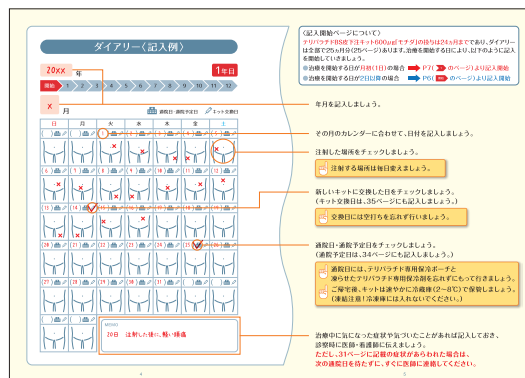 ダイアリー（記入例）
20xx 年
1年目
開始 1 2 3 4 5 6 7 8 9 10 11 12
x 月
通院日・通院予定日 キット交換日
日 月 火 水 木 金 土
MEMO
20日 注射した後に、軽い頭痛
4
〈記入開始ページについて〉
テリパラチドBS皮下注キット600μg「モチダ」の投与は24ヵ月までであり、ダイアリー
は全部で25ヵ月分(25ページ)あります。治療を開始する日により、以下のように記入
を開始していきましょう。
●治療を開始する日が月初(1日)の場合 P7( のページ)より記入開始
●治療を開始する日が2日以降の場合 P6( のページ)より記入開始
年月を記入しましょう。
その月のカレンダーに合わせて、日付を記入しましょう。
注射した場所をチェックしましょう。
注射する場所は毎日変えましょう。
新しいキットに交換した日をチェックしましょう。
(キット交換日は、35ページにも記入しましょう。)
交換日には空打ちを忘れず行いましょう。
通院日・通院予定日をチェックしましょう。
(通院予定日は、34ページにも記入しましょう。)
通院日には、テリパラチド専用保冷ポーチと
凍らせたテリパラチド専用保冷剤を忘れずにもって行きましょう。
ご帰宅後、キットは速やかに冷蔵庫(2〜8℃)で保管しましょう。
(凍結注意！冷凍庫には入れないでください。)
治療中に気になった症状や気づいたことがあれば記入しておき、
診察時に医師・看護師に伝えましょう。
ただし、31ページに記載の症状があらわれた場合は、
次の通院日を待たずに、すぐに医師に連絡してください。
5